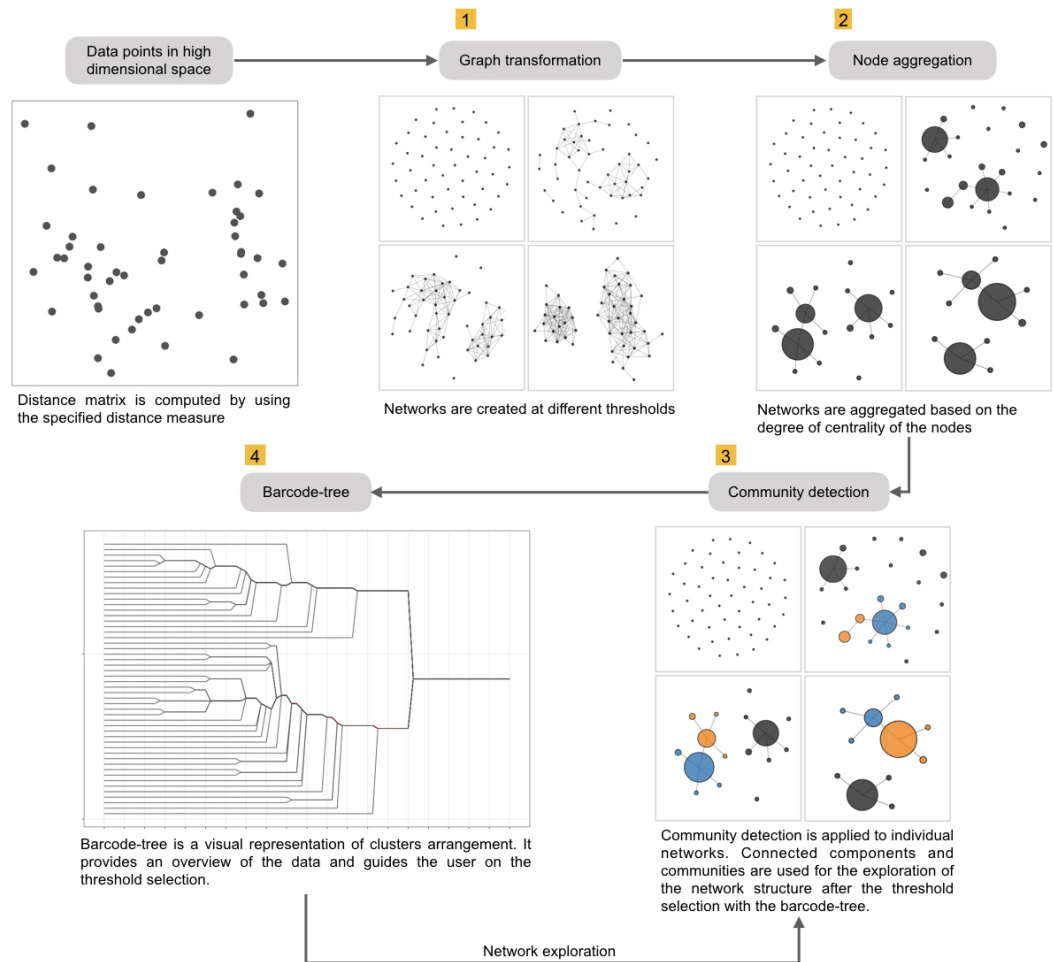 1
2
Data points in high
dimensional space
Graph transformation
Node aggregation
Distance matrix is computed by using
the specified distance measure
Networks are created at different thresholds
Networks are aggregated based on the
degree of centrality of the nodes
4
3
Barcode-tree
Community detection
Barcode-tree is a visual representation of clusters arrangement. It
provides an overview of the data and guides the user on the
threshold selection.
Community detection is applied to individual
networks. Connected components and
communities are used for the exploration of
the network structure after the threshold
selection with the barcode-tree.
Network exploration